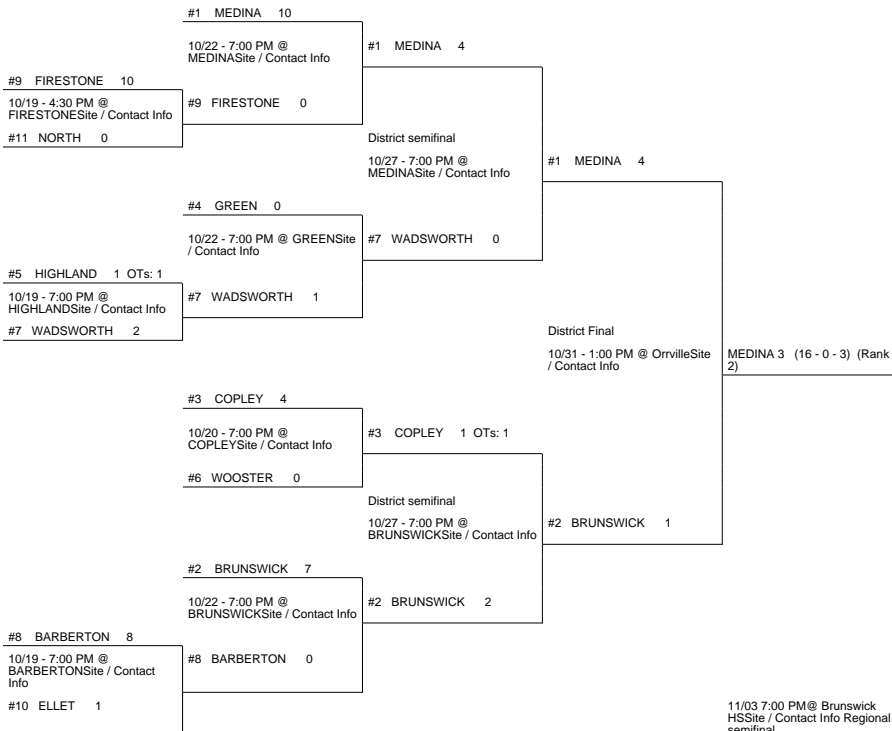 #1 MEDINA 10
10/22 - 7:00 PM @
MEDINASite / Contact Info
#1 MEDINA 4
#9 FIRESTONE 10
10/19 - 4:30 PM @
FIRESTONESite / Contact Info
#9 FIRESTONE 0
#11 NORTH 0
District semifinal
10/27 - 7:00 PM @
MEDINASite / Contact Info
#1 MEDINA 4
#4 GREEN 0
10/22 - 7:00 PM @ GREENSite
/ Contact Info
#7 WADSWORTH 0
#5 HIGHLAND 1 OTs: 1
10/19 - 7:00 PM @
HIGHLANDSite / Contact Info
#7 WADSWORTH 1
#7 WADSWORTH 2
District Final
10/31 - 1:00 PM @ OrrvilleSite
/ Contact Info
MEDINA 3 (16 - 0 - 3) (Rank
2)
#3 COPLEY 4
10/20 - 7:00 PM @
COPLEYSite / Contact Info
#3 COPLEY 1 OTs: 1
#6 WOOSTER 0
District semifinal
10/27 - 7:00 PM @
BRUNSWICKSite / Contact Info
#2 BRUNSWICK 1
#2 BRUNSWICK 7
10/22 - 7:00 PM @
BRUNSWICKSite / Contact Info
#2 BRUNSWICK 2
#8 BARBERTON 8
10/19 - 7:00 PM @
BARBERTONSite / Contact
Info
#8 BARBERTON 0
#10 ELLET 1
11/03 7:00 PM@ Brunswick
HSSite / Contact Info Regional
semifinal